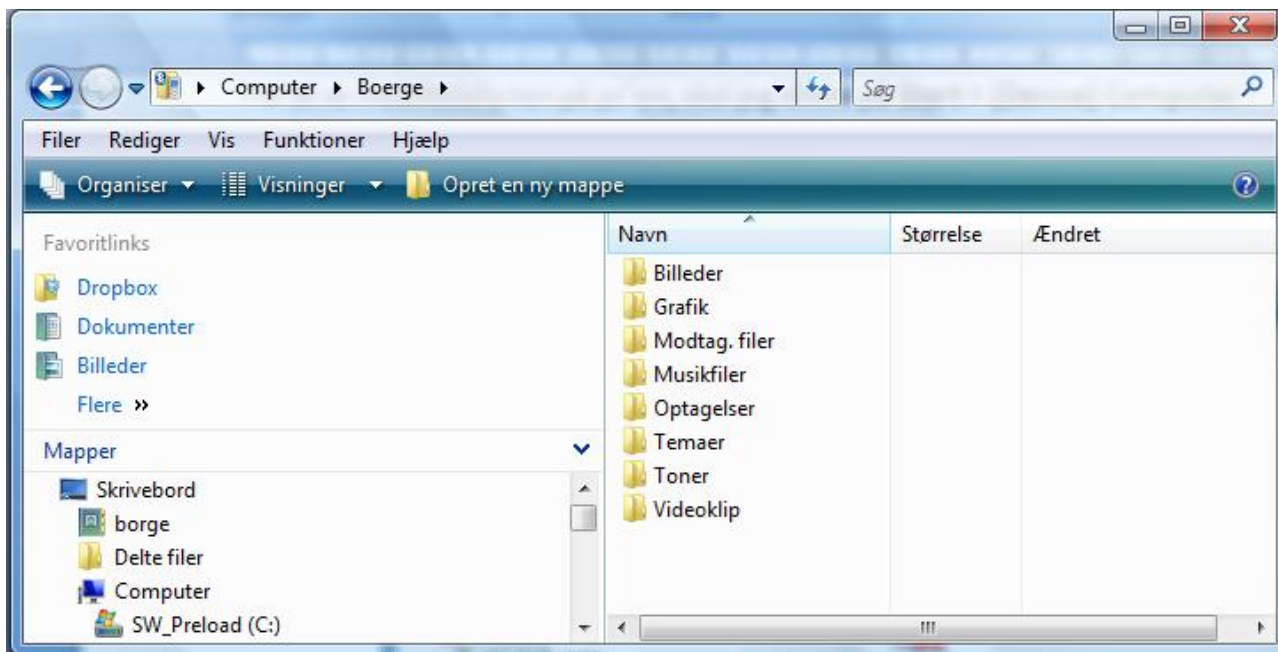 Computer Boerge
Søg
Filer Rediger Vis Funktioner Hjælp
Organiser Visninger Opret en ny mappe
Favoritlinks
Dropbox
Dokumenter
Billeder
Flere »
Mapper
Skrivebord
borge
Delte filer
Computer
SW_Preload (C:)
Navn Størrelse Ændret
Billeder
Grafik
Modtag. filer
Musikfiler
Optagelser
Temaer
Toner
Videoklip